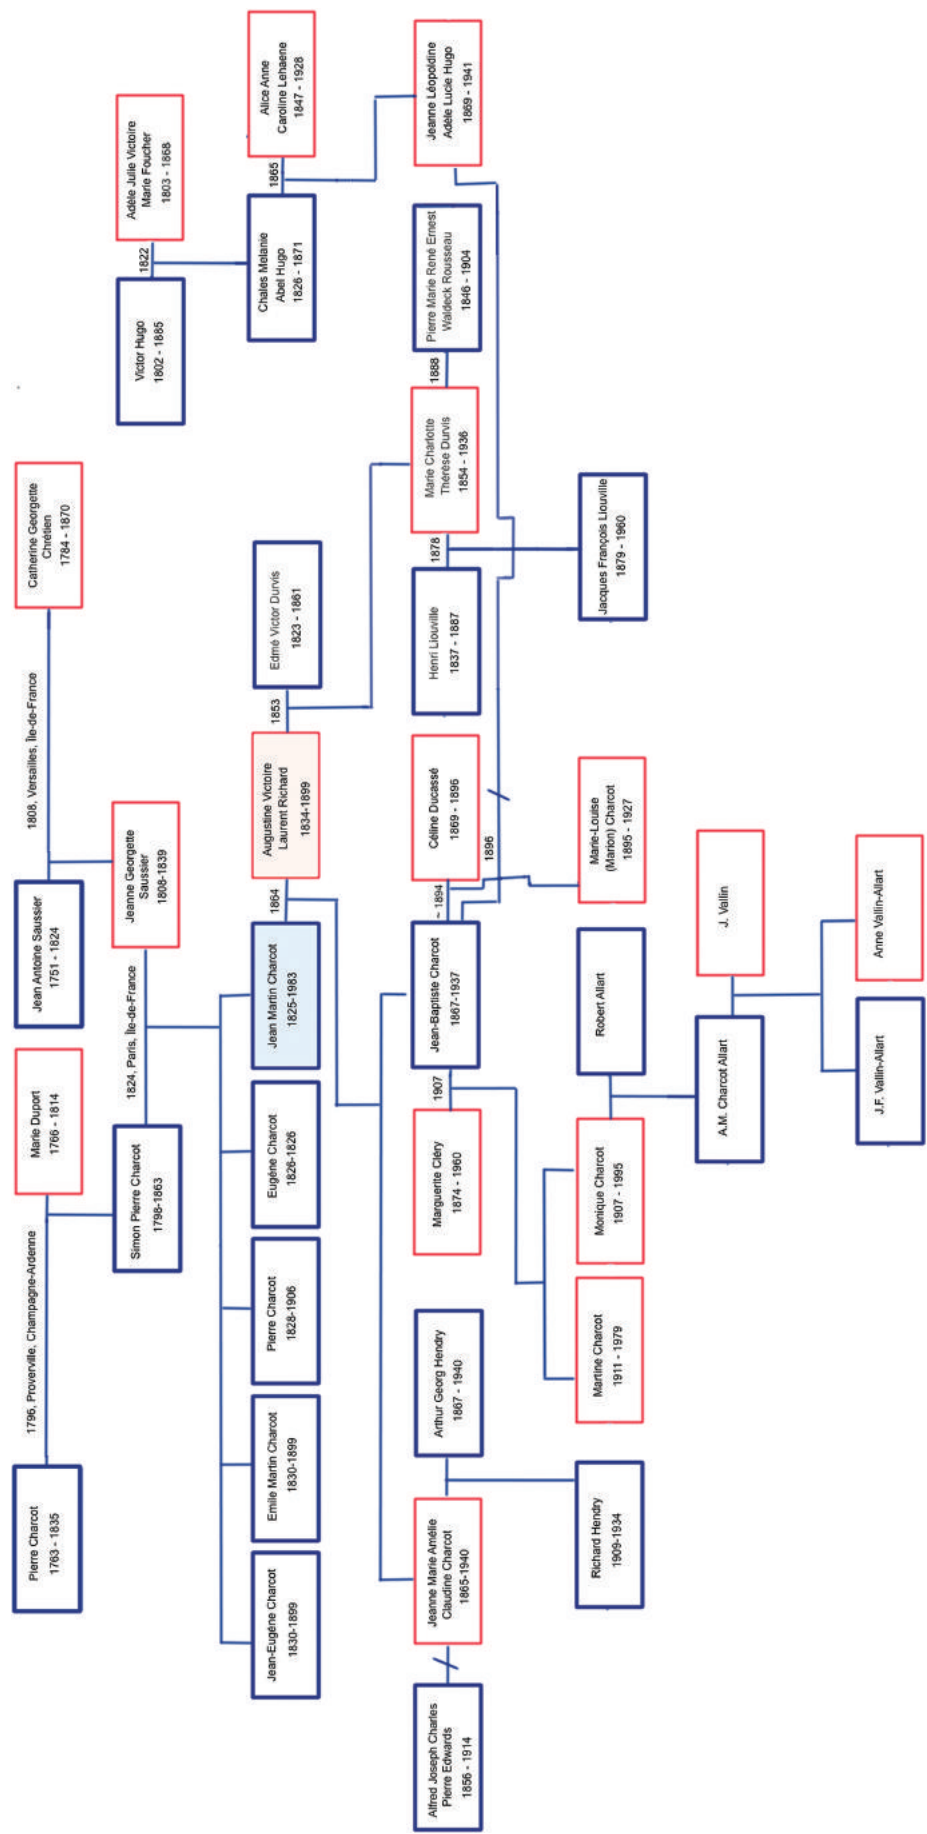 Pierre Charcot
1763 - 1835
1796, Proverville, Champagne-Ardenne
Marie Duport
1766 - 1814
Jean Antoine Saussier
1751 - 1824
1808, Versailles, Île-de-France
Catherine Georgette
Chrétien
1784 - 1870
Simon Pierre Charcot
1798-1863
1824, Paris, Île-de-France
Jeanne Georgette
Saussier
1808-1839
Victor Hugo
1802 - 1885
1822
Adèle Julie Victoire
Marie Foucher
1803 – 1868
Jean-Eugéne Charcot
1830-1899
Emile Martin Charcot
1830-1899
Pierre Charcot
1828-1906
Eugéne Charcot
1826-1826
Jean Martin Charcot
1825-1983
1864
Augustine Victoire
Laurent Richard
1834-1899
1853
Edmé Victor Durvis
1823 - 1861
Chales Melanie
Abel Hugo
1826 - 1871
1865
Alice Anne
Caroline Lehaene
1847 - 1928
Alfred Joseph Charles
Pierre Edwards
1856 - 1914
Jeanne Marie Amélie
Claudine Charcot
1865-1940
Arthur Georg Hendry
1867 - 1940
Marguerite Clery
1874 - 1960
1907
Jean-Baptiste Charcot
1867-1937
~ 1894
Céline Ducassé
1869 - 1896
1896
Henri Liouville
1837 - 1887
1878
Marie Charlotte
Thérèse Durvis
1854 - 1936
1888
Pierre Marie René Ernest
Waldeck Rousseau
1846 - 1904
Jeanne Léopoldine
Adèle Lucie Hugo
1869 - 1941
Richard Hendry
1909-1934
Martine Charcot
1911 - 1979
Monique Charcot
1907 - 1995
Robert Allart
Marie-Louise
(Marion) Charcot
1895 - 1927
Jacques François Liouville
1879 - 1960
A.M. Charcot Allart
J. Vallin
J.F. Vallin-Allart
Anne Vallin-Allart